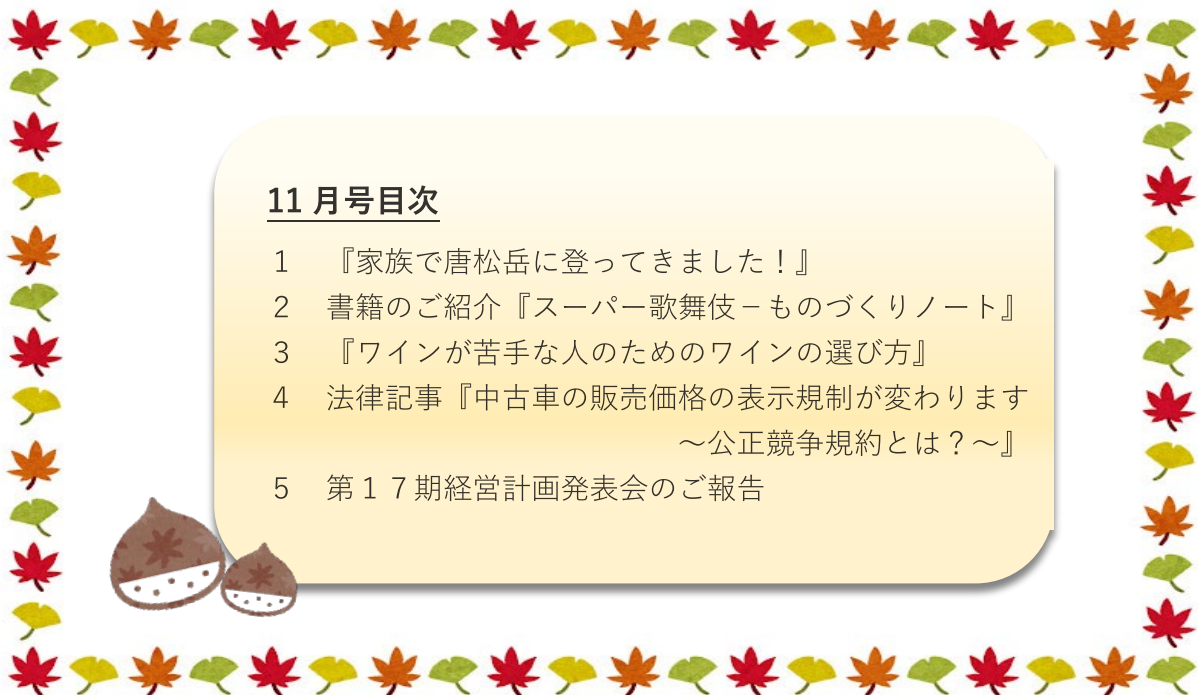 11 月号目次
1 『家族で唐松岳に登ってきました！』
2 書籍のご紹介『スーパー歌舞伎－ものづくりノート』
3 『ワインが苦手な人のためのワインの選び方』
4 法律記事『中古車の販売価格の表示規制が変わります
～公正競争規約とは？～』
5 第１７期経営計画発表会のご報告